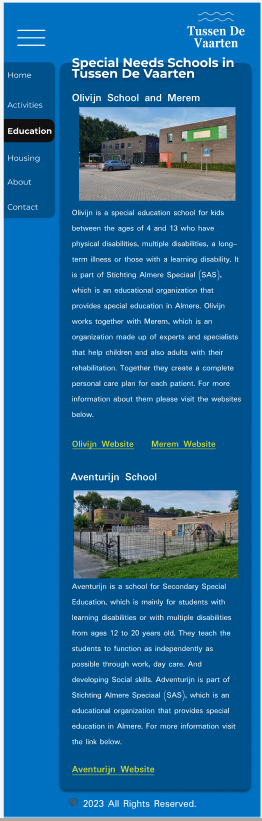 Tussen De
Vaarten
Home
Activities
Education
Housing
About
Contact
Special Needs Schools in
Tussen De Vaarten
Olivijn School and Merem
Olivijn is a special education school for kids
between the ages of 4 and 13 who have
physical disabilities, multiple disabilities, a long-
term illness or those with a learning disability. It
is part of Stichting Almere Speciaal (SAS),
which is an educational organization that
provides special education in Almere. Olivijn
works together with Merem, which is an
organization made up of experts and specialists
that help children and also adults with their
rehabilitation. Together they create a complete
personal care plan for each patient. For more
information about them please visit the websites
below.
Olivijn Website Merem Website
Aventurijn School
Aventurijn is a school for Secondary Special
Education, which is mainly for students with
learning disabilities or with multiple disabilities
from ages 12 to 20 years old. They teach the
students to function as independently as
possible through work, day care, And
developing Social skills. Adventurijn is part of
Stichting Almere Speciaal (SAS), which is an
educational organization that provides special
education in Almere. For more information visit
the link below.
Aventurijn Website
© 2023 All Rights Reserved.